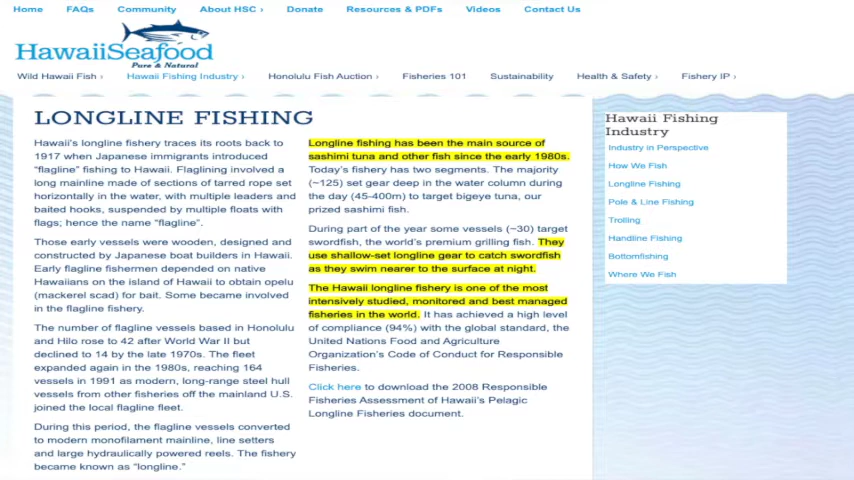 Home FAQs Community About HSC › Donate Resources & PDFs Videos Contact Us
HawaiiSeafood
Pure & Natural
Wild Hawaii Fish › Hawaii Fishing Industry › Honolulu Fish Auction › Fisheries 101 Sustainability Health & Safety › Fishery IP ›
LONGLINE FISHING
Hawaii's longline fishery traces its roots back to
1917 when Japanese immigrants introduced
"flagline" fishing to Hawaii. Flaglining involved a
long mainline made of sections of tarred rope set
horizontally in the water, with multiple leaders and
baited hooks, suspended by multiple floats with
flags; hence the name "flagline".
Those early vessels were wooden, designed and
constructed by Japanese boat builders in Hawaii.
Early flagline fishermen depended on native
Hawaiians on the island of Hawaii to obtain opelu
(mackerel scad) for bait. Some became involved
in the flagline fishery.
The number of flagline vessels based in Honolulu
and Hilo rose to 42 after World War II but
declined to 14 by the late 1970s. The fleet
expanded again in the 1980s, reaching 164
vessels in 1991 as modern, long-range steel hull
vessels from other fisheries off the mainland U.S.
joined the local flagline fleet.
During this period, the flagline vessels converted
to modern monofilament mainline, line setters
and large hydraulically powered reels. The fishery
became known as "longline."
Longline fishing has been the main source of
sashimi tuna and other fish since the early 1980s.
Today's fishery has two segments. The majority
(~125) set gear deep in the water column during
the day (45-400m) to target bigeye tuna, our
prized sashimi fish.
During part of the year some vessels (~30) target
swordfish, the world's premium grilling fish. They
use shallow-set longline gear to catch swordfish
as they swim nearer to the surface at night.
The Hawaii longline fishery is one of the most
intensively studied, monitored and best managed
fisheries in the world. It has achieved a high level
of compliance (94%) with the global standard, the
United Nations Food and Agriculture
Organization's Code of Conduct for Responsible
Fisheries.
Click here to download the 2008 Responsible
Fisheries Assessment of Hawaii's Pelagic
Longline Fisheries document.
Hawaii Fishing
Industry
Industry in Perspective
How We Fish
Longline Fishing
Pole & Line Fishing
Trolling
Handline Fishing
Bottomfishing
Where We Fish